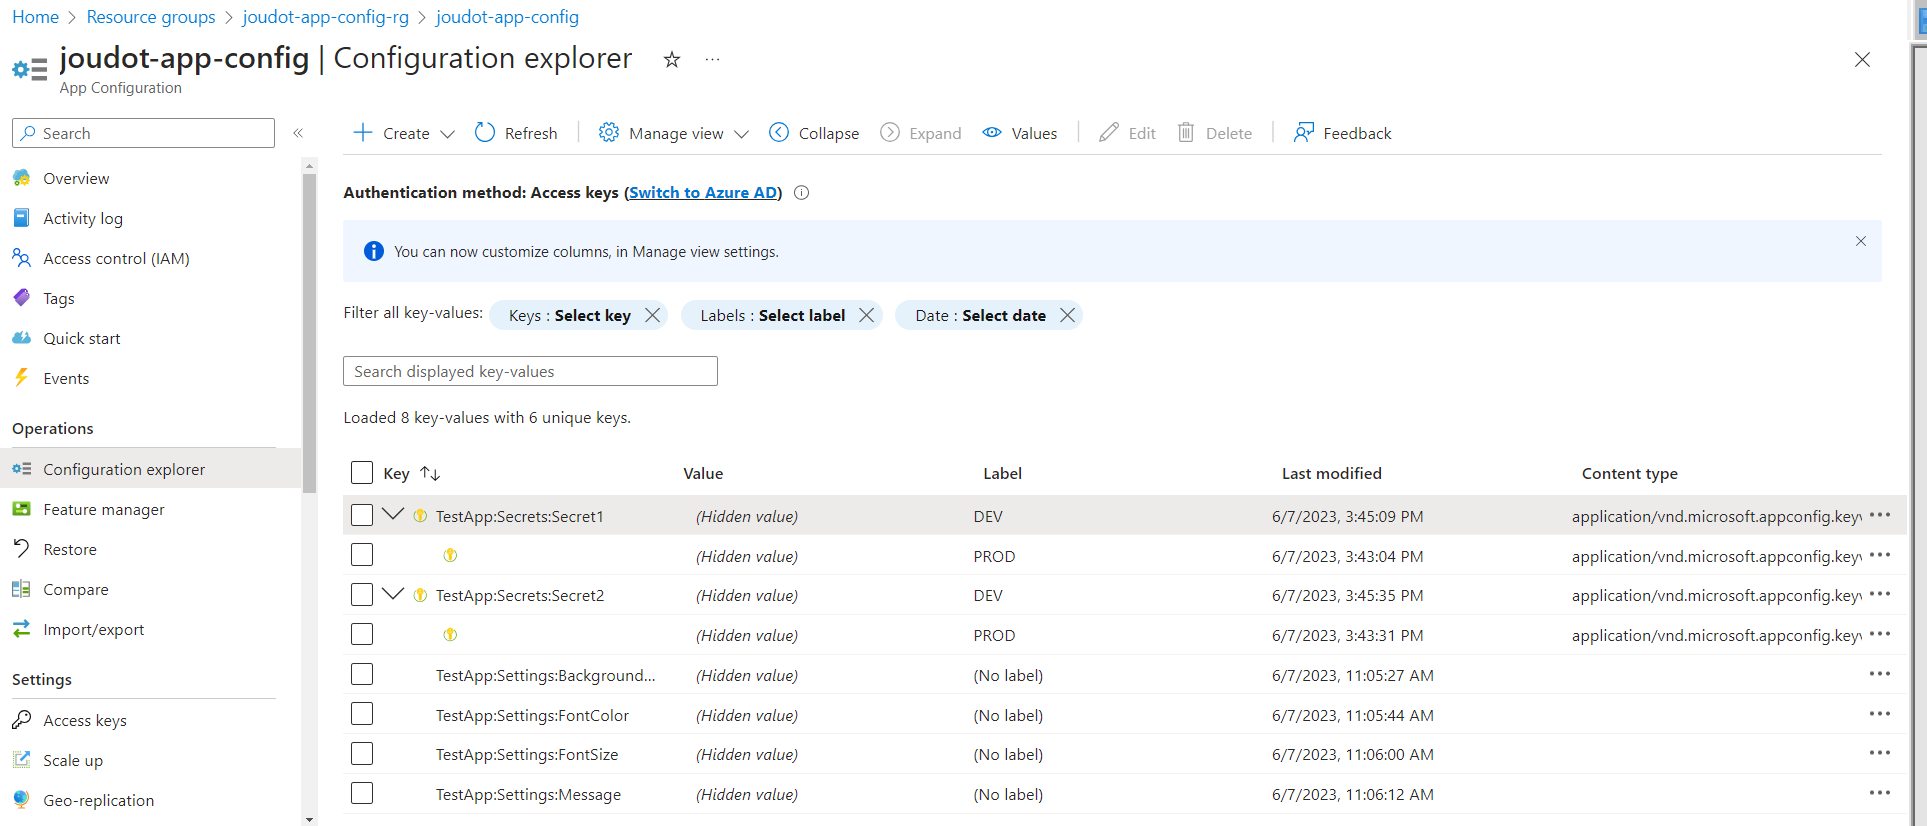 Home > Resource groups > joudot-app-config-rg > joudot-app-config
joudot-app-config | Configuration explorer
App Configuration
Search
Overview
Activity log
Access control (IAM)
Tags
Quick start
Events
Operations
Configuration explorer
Feature manager
Restore
Compare
Import/export
Settings
Access keys
Scale up
Geo-replication
Create Refresh Manage view Collapse Expand Values Edit Delete Feedback
Authentication method: Access keys (Switch to Azure AD)
You can now customize columns, in Manage view settings.
Filter all key-values: Keys : Select key Labels : Select label Date : Select date
Search displayed key-values
Loaded 8 key-values with 6 unique keys.
Key Value Label Last modified Content type
TestApp:Secrets:Secret1 (Hidden value) DEV 6/7/2023, 3:45:09 PM application/vnd.microsoft.appconfig.keyv
(Hidden value) PROD 6/7/2023, 3:43:04 PM application/vnd.microsoft.appconfig.keyv
TestApp:Secrets:Secret2 (Hidden value) DEV 6/7/2023, 3:45:35 PM application/vnd.microsoft.appconfig.keyv
(Hidden value) PROD 6/7/2023, 3:43:31 PM application/vnd.microsoft.appconfig.keyv
TestApp:Settings:Background... (Hidden value) (No label) 6/7/2023, 11:05:27 AM
TestApp:Settings:FontColor (Hidden value) (No label) 6/7/2023, 11:05:44 AM
TestApp:Settings:FontSize (Hidden value) (No label) 6/7/2023, 11:06:00 AM
TestApp:Settings:Message (Hidden value) (No label) 6/7/2023, 11:06:12 AM